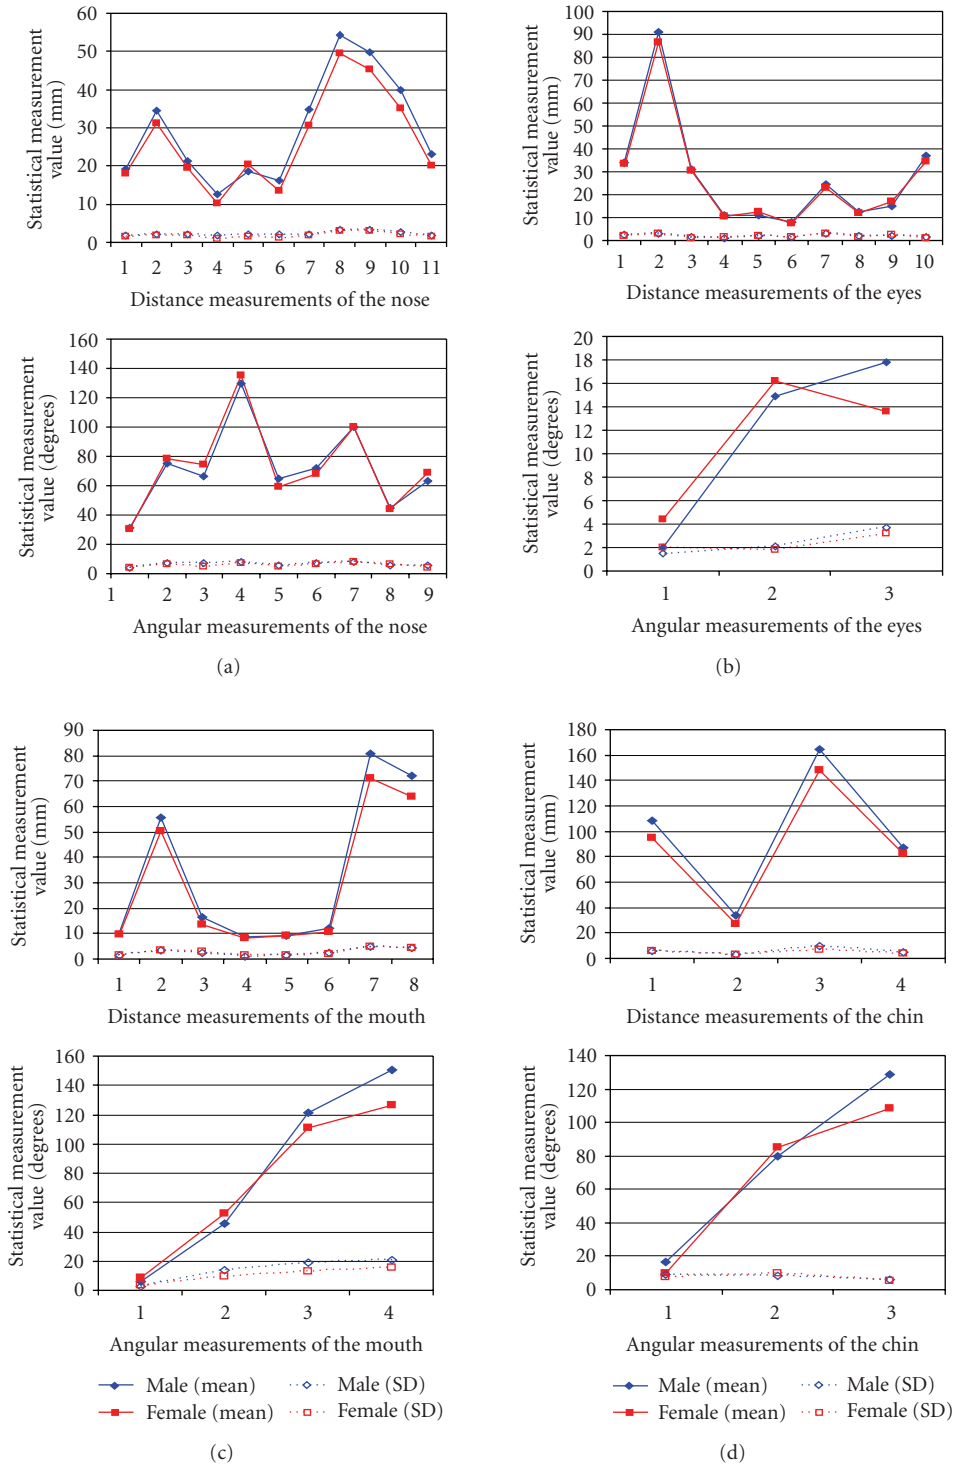 60
50
40
30
20
10
0
Statistical measurement
value (mm)
1 2 3 4 5 6 7 8 9 10 11
Distance measurements of the nose
100
90
80
70
60
50
40
30
20
10
0
Statistical measurement
value (mm)
1 2 3 4 5 6 7 8 9 10
Distance measurements of the eyes
160
140
120
100
80
60
40
20
0
Statistical measurement
value (degrees)
1 2 3 4 5 6 7 8 9
Angular measurements of the nose
(a)
20
18
16
14
12
10
8
6
4
2
0
Statistical measurement
value (degrees)
1 2 3
Angular measurements of the eyes
(b)
90
80
70
60
50
40
30
20
10
0
Statistical measurement
value (mm)
1 2 3 4 5 6 7 8
Distance measurements of the mouth
180
160
140
120
100
80
60
40
20
0
Statistical measurement
value (mm)
1 2 3 4
Distance measurements of the chin
160
140
120
100
80
60
40
20
0
Statistical measurement
value (degrees)
1 2 3 4
Angular measurements of the mouth
Male (mean) Male (SD)
Female (mean) Female (SD)
(c)
140
120
100
80
60
40
20
0
Statistical measurement
value (degrees)
1 2 3
Angular measurements of the chin
Male (mean) Male (SD)
Female (mean) Female (SD)
(d)